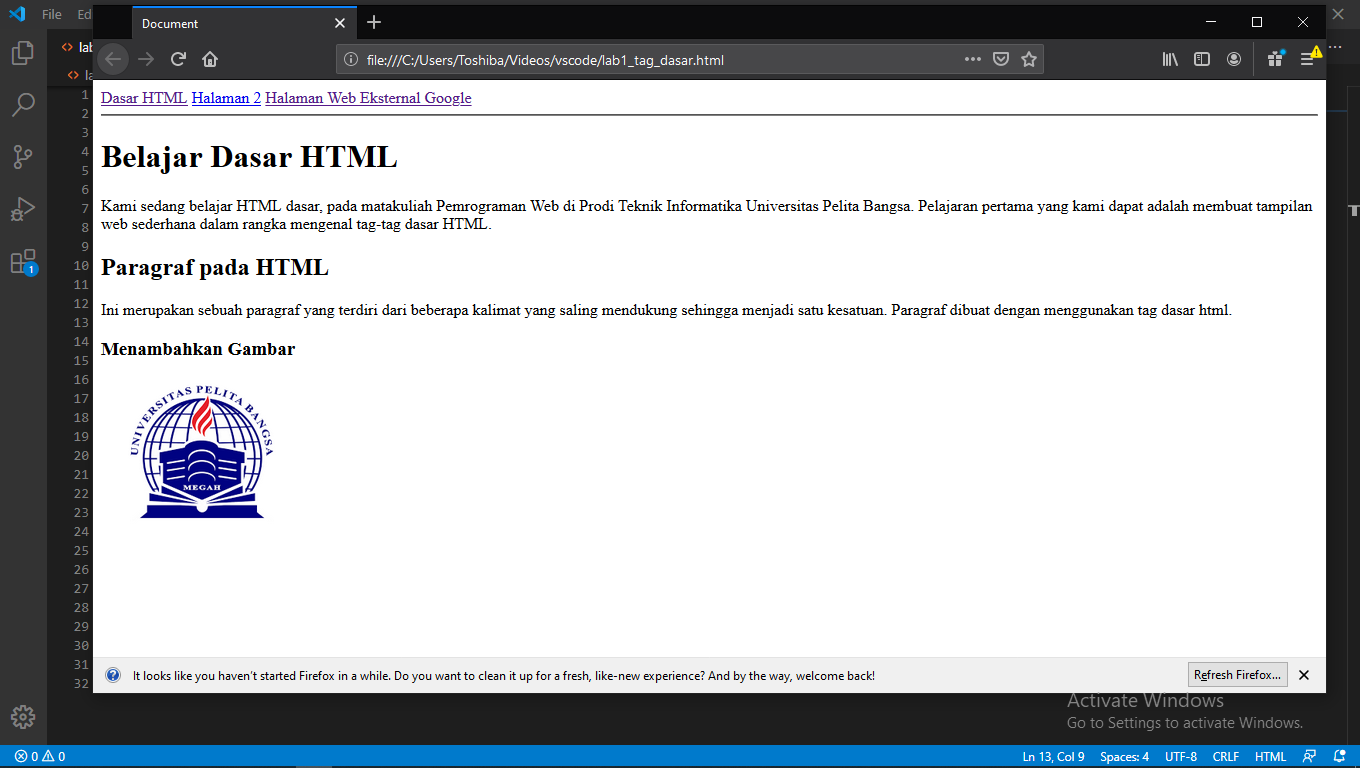 File Ed
Document
lab
file:///C:/Users/Toshiba/Videos/vscode/lab1_tag_dasar.html
la
Dasar HTML Halaman 2 Halaman Web Eksternal Google
Belajar Dasar HTML
Kami sedang belajar HTML dasar, pada matakuliah Pemrograman Web di Prodi Teknik Informatika Universitas Pelita Bangsa. Pelajaran pertama yang kami dapat adalah membuat tampilan
web sederhana dalam rangka mengenal tag-tag dasar HTML.
Paragraf pada HTML
Ini merupakan sebuah paragraf yang terdiri dari beberapa kalimat yang saling mendukung sehingga menjadi satu kesatuan. Paragraf dibuat dengan menggunakan tag dasar html.
Menambahkan Gambar
UNIVERSITAS PELITA BANGSA
MEGAH
1
2
3
4
5
6
7
8
9
10
11
12
13
14
15
16
17
18
19
20
21
22
23
24
25
26
27
28
29
30
31
32
1
It looks like you haven't started Firefox in a while. Do you want to clean it up for a fresh, like-new experience? And by the way, welcome back!
Refresh Firefox...
Activate Windows
Go to Settings to activate Windows.
0 0 Ln 13, Col 9 Spaces: 4 UTF-8 CRLF HTML